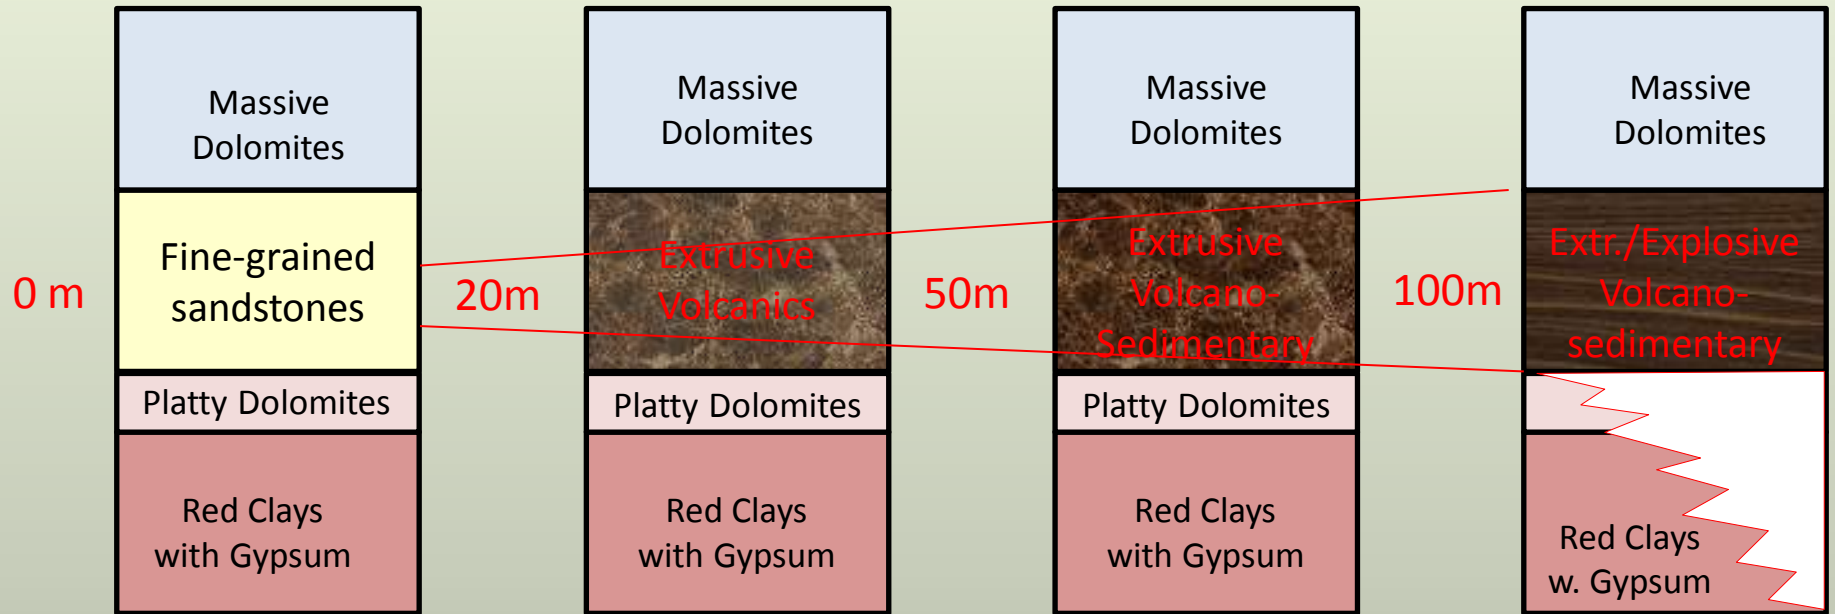 Massive
Dolomites
Fine-grained
sandstones
Platty Dolomites
Red Clays
with Gypsum
0 m
Massive
Dolomites
Extrusive
Volcanics
Platty Dolomites
Red Clays
with Gypsum
20m
Massive
Dolomites
Extrusive
Volcano-
Sedimentary
Platty Dolomites
Red Clays
with Gypsum
50m
Massive
Dolomites
Extr./Explosive
Volcano-
sedimentary
Red Clays
w. Gypsum
100m